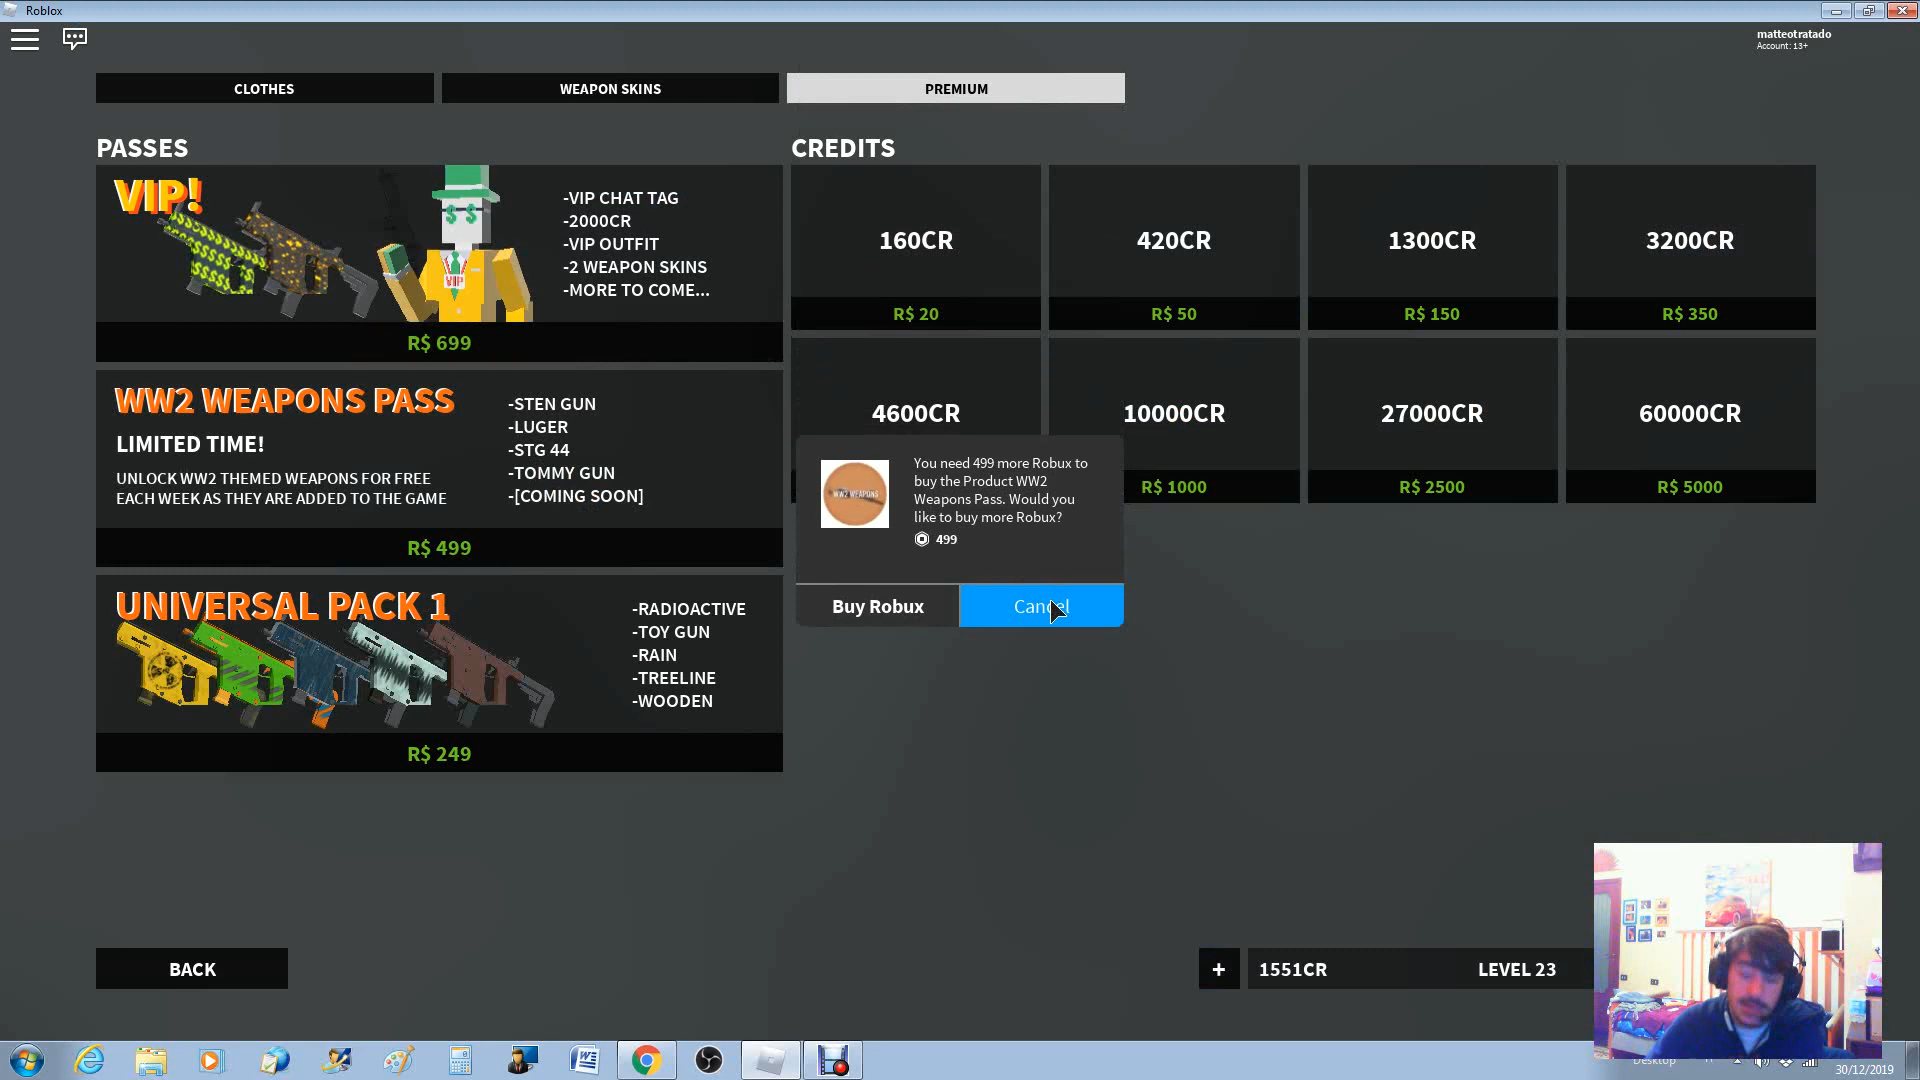 Roblox
matteotratado
Account: 13+
CLOTHES
WEAPON SKINS
PREMIUM
PASSES
VIP!
-VIP CHAT TAG
-2000CR
-VIP OUTFIT
-2 WEAPON SKINS
-MORE TO COME...
VIP
R$ 699
WW2 WEAPONS PASS
LIMITED TIME!
UNLOCK WW2 THEMED WEAPONS FOR FREE
EACH WEEK AS THEY ARE ADDED TO THE GAME
-STEN GUN
-LUGER
-STG 44
-TOMMY GUN
-[COMING SOON]
R$ 499
UNIVERSAL PACK 1
-RADIOACTIVE
-TOY GUN
-RAIN
-TREELINE
-WOODEN
R$ 249
CREDITS
160CR
R$ 20
420CR
R$ 50
1300CR
R$ 150
3200CR
R$ 350
4600CR
10000CR
R$ 1000
27000CR
R$ 2500
60000CR
R$ 5000
WW2 WEAPONS
You need 499 more Robux to
buy the Product WW2
Weapons Pass. Would you
like to buy more Robux?
499
Buy Robux
Cancel
BACK
+
1551CR
LEVEL 23
Desktop
30/12/2019